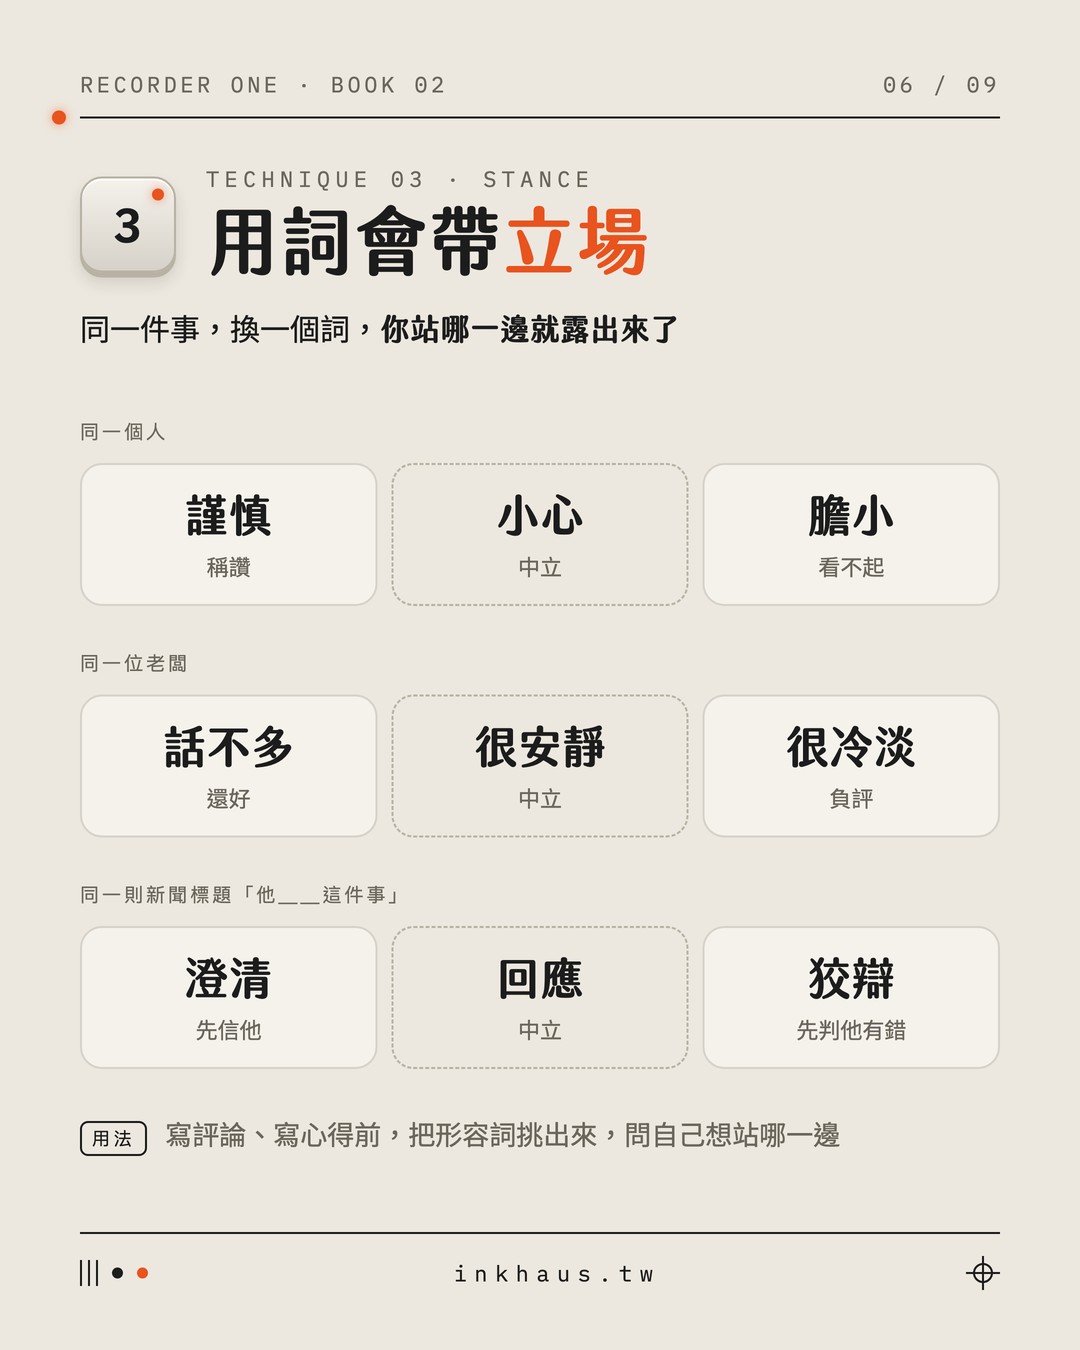 RECORDER ONE · BOOK 02
06 / 09
TECHNIQUE 03 · STANCE
3
用詞會帶立場
同一件事，換一個詞，你站哪一邊就露出來了
同一個人
謹慎
稱讚
小心
中立
膽小
看不起
同一位老闆
話不多
還好
很安靜
中立
很冷淡
負評
同一則新聞標題「他＿＿這件事」
澄清
先信他
回應
中立
狡辯
先判他有錯
用法
寫評論、寫心得前，把形容詞挑出來，問自己想站哪一邊
inkhaus.tw